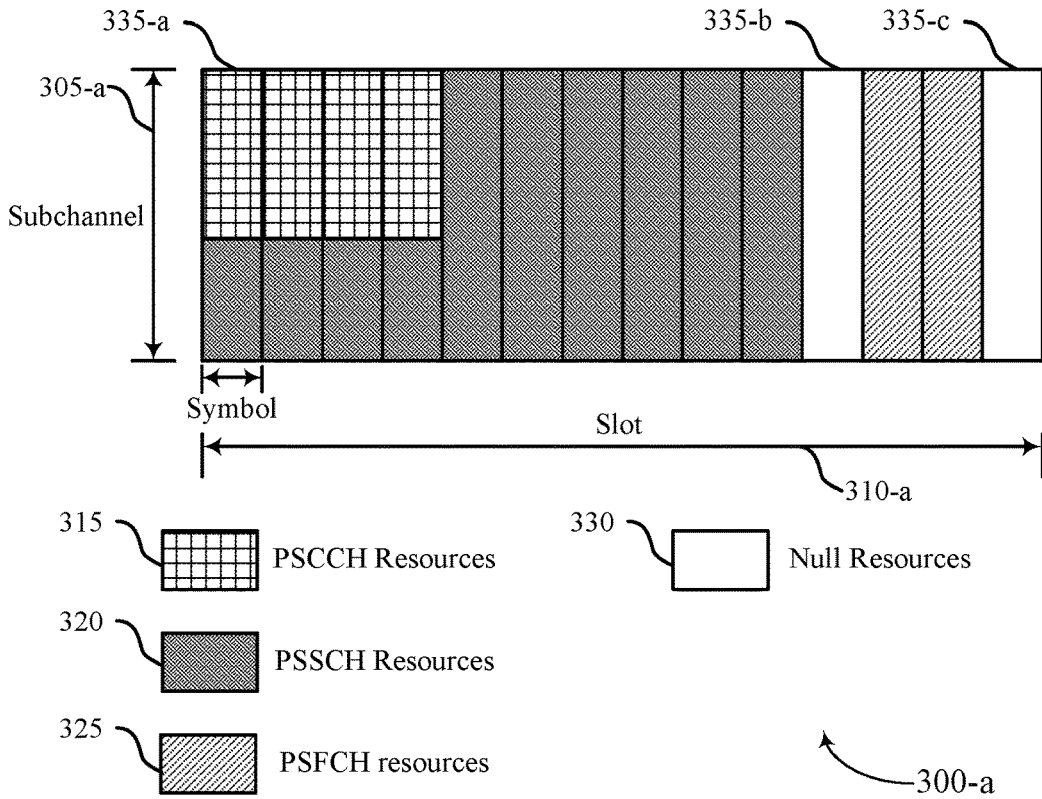 335-a
335-b
335-c
305-a
Subchannel
Symbol
Slot
310-a
315
PSCCH Resources
330
Null Resources
320
PSSCH Resources
325
PSFCH resources
300-a